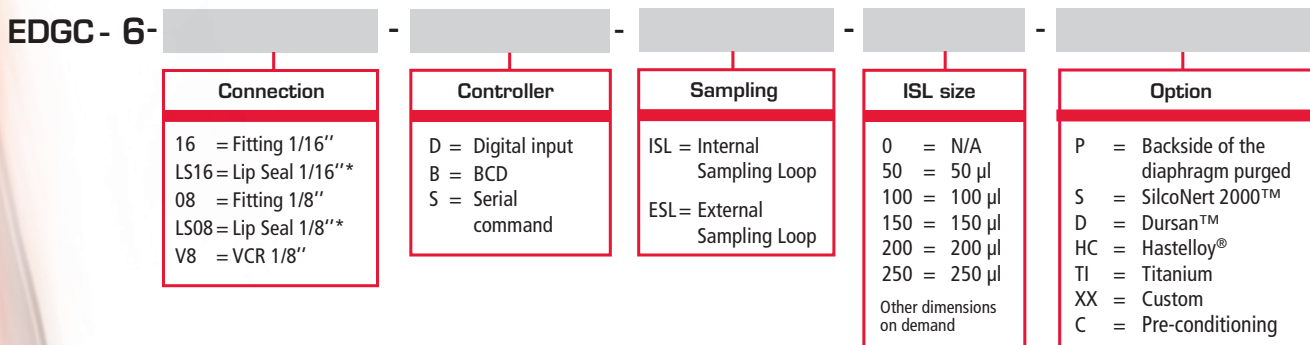 EDGC - 6- - - - -
Connection
16 = Fitting 1/16’’
LS16 = Lip Seal 1/16’’*
08 = Fitting 1/8’’
LS08 = Lip Seal 1/8’’*
V8 = VCR 1/8’’
Controller
D = Digital input
B = BCD
S = Serial
command
Sampling
ISL = Internal
Sampling Loop
ESL = External
Sampling Loop
ISL size
0 = N/A
50 = 50 µl
100 = 100 µl
150 = 150 µl
200 = 200 µl
250 = 250 µl
Other dimensions
on demand
Option
P = Backside of the
diaphragm purged
S = SilcoNert 2000™
D = Dursan™
HC = Hastelloy®
TI = Titanium
XX = Custom
C = Pre-conditioning